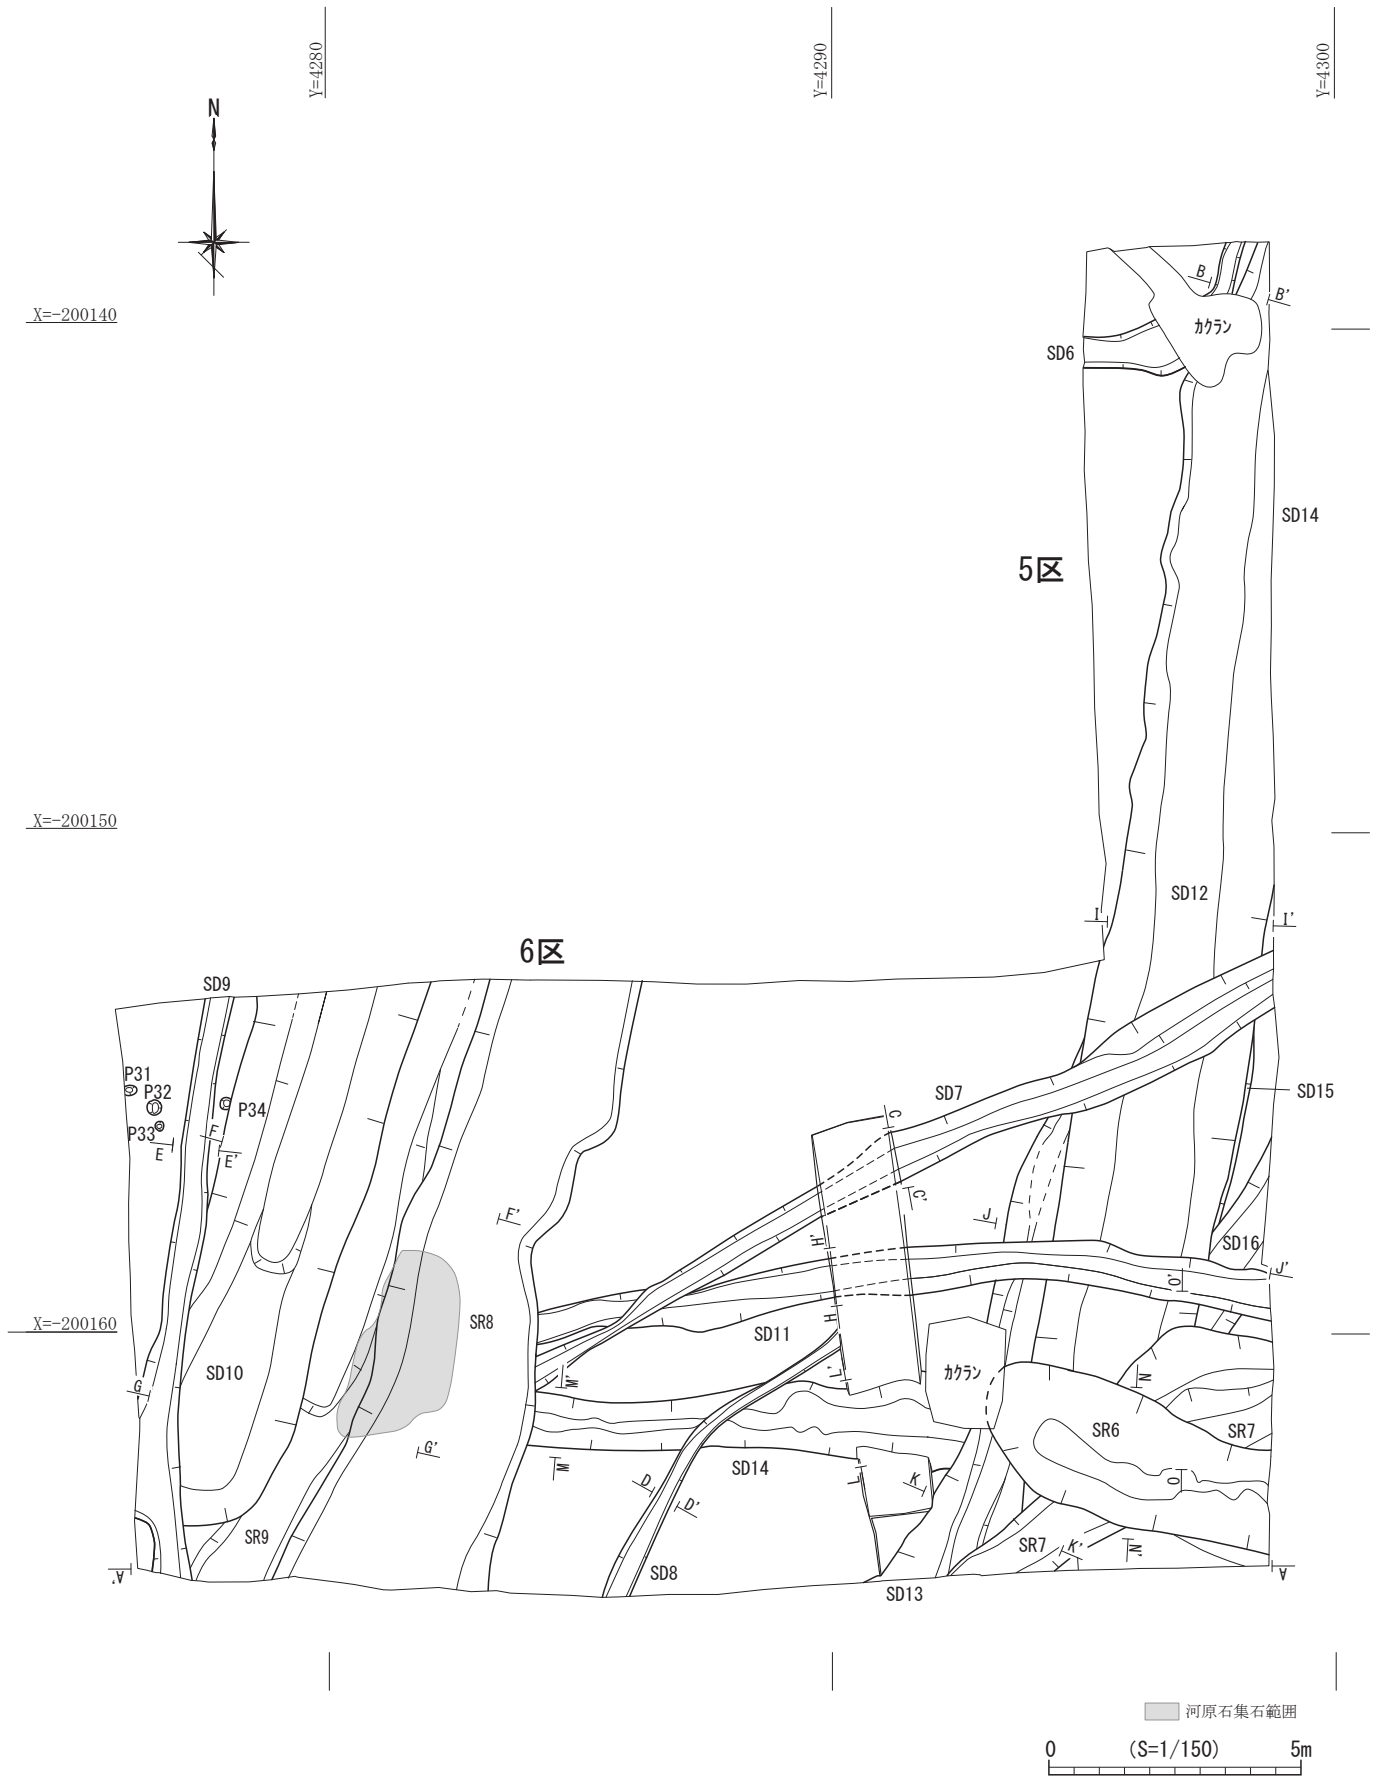 Y=4280
Y=4290
Y=4300
N
X=-200140
B
B'
カクラン
SD6
SD14
5区
X=-200150
SD12
I
I'
6区
SD9
P31
P32
P33
P34
E
F
E'
SD7
SD15
C
C'
F'
J
SD16
J'
H'
O'
X=-200160
SR8
H
SD11
SD10
G
M'
L'
カクラン
N
SR6
SR7
G'
M
SD14
L
K
O
D
D'
SR9
SR7
K'
N'
A'
SD8
SD13
A
河原石集石範囲
0 (S=1/150) 5m